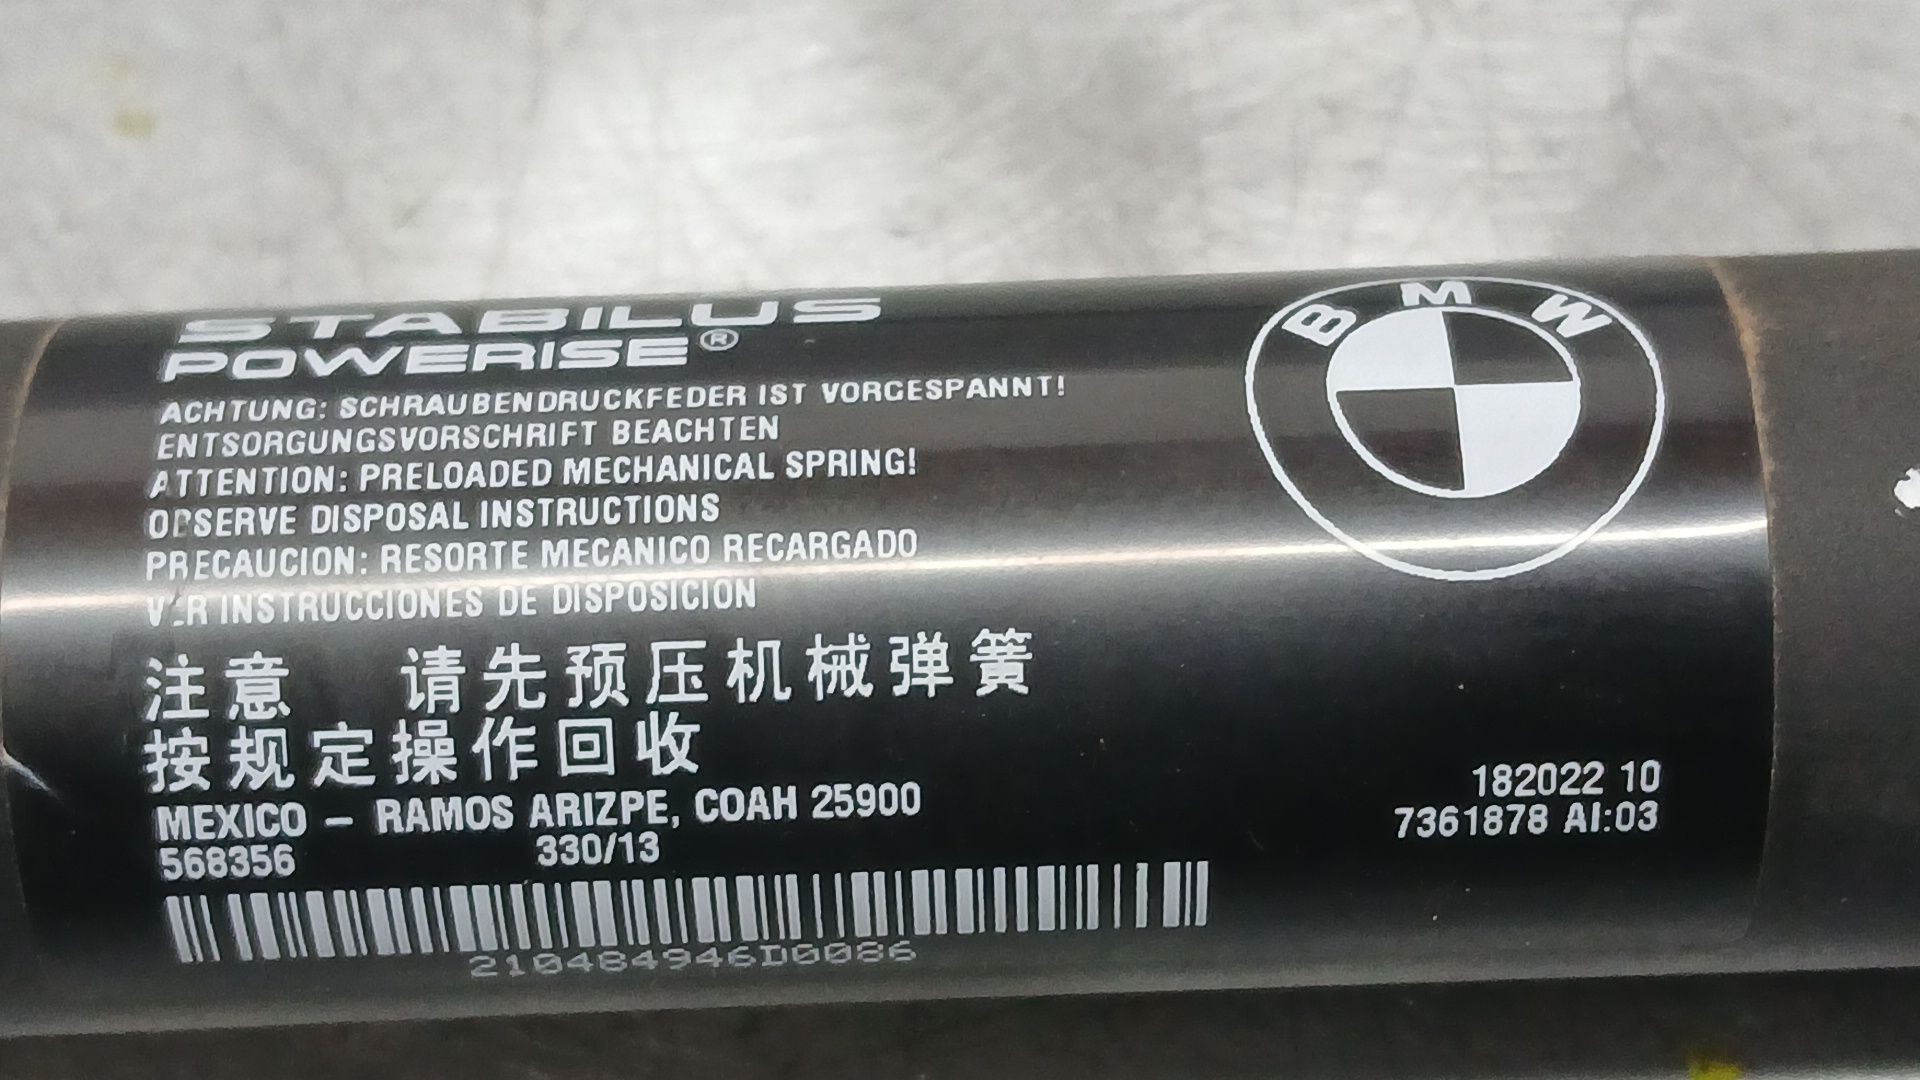 STABILUS
POWERISE®
BMW
ACHTUNG: SCHRAUBENDRUCKFEDER IST VORGESPANNT!
ENTSORGUNGSVORSCHRIFT BEACHTEN
ATTENTION: PRELOADED MECHANICAL SPRING!
OBSERVE DISPOSAL INSTRUCTIONS
PRECAUCION: RESORTE MECANICO RECARGADO
VER INSTRUCCIONES DE DISPOSICION
注意 请先预压机械弹簧
按规定操作回收
MEXICO – RAMOS ARIZPE, COAH 25900
568356 330/13
182022 10
7361878 AI:03
210484946D0086